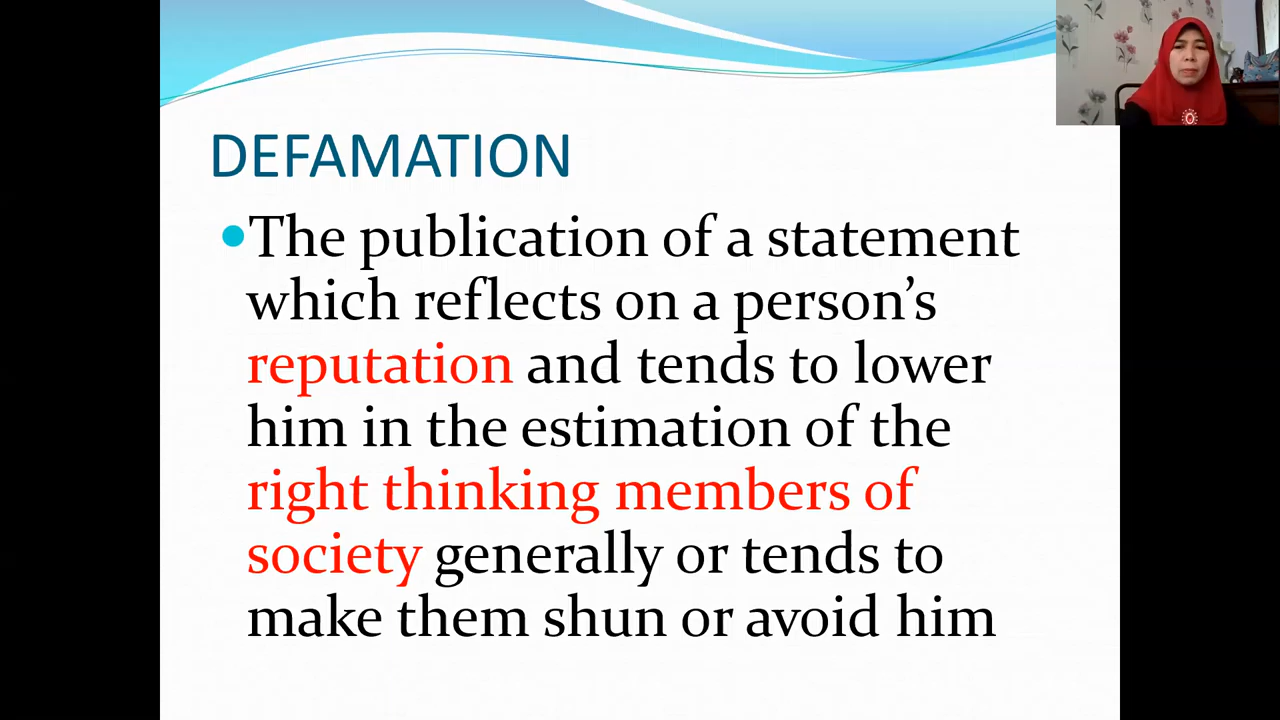 DEFAMATION
•The publication of a statement
which reflects on a person’s
reputation and tends to lower
him in the estimation of the
right thinking members of
society generally or tends to
make them shun or avoid him